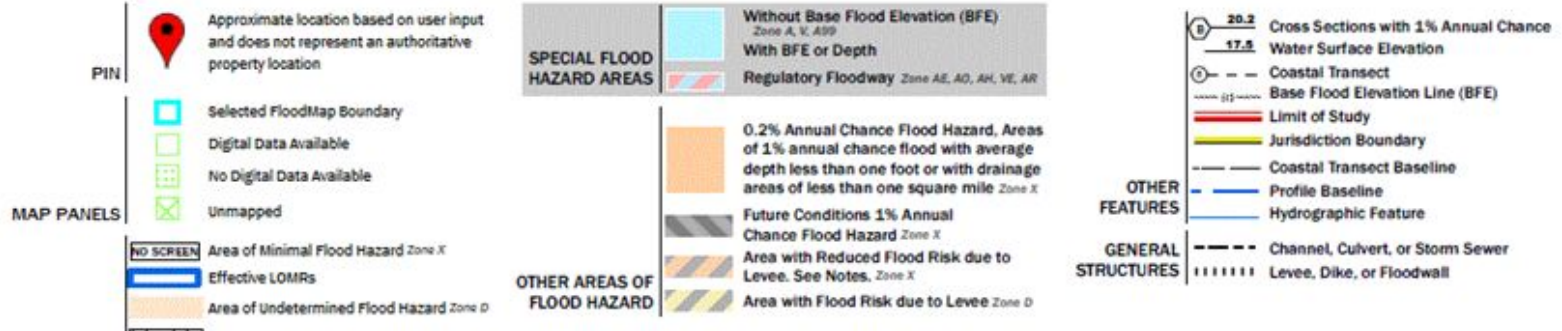 PIN
Approximate location based on user input
and does not represent an authoritative
property location
MAP PANELS
Selected FloodMap Boundary
Digital Data Available
No Digital Data Available
Unmapped
NO SCREEN Area of Minimal Flood Hazard Zone X
Effective LOMRs
Area of Undetermined Flood Hazard Zone D
SPECIAL FLOOD
HAZARD AREAS
Without Base Flood Elevation (BFE)
Zone A, V, A99
With BFE or Depth
Regulatory Floodway Zone AE, AO, AH, VE, AR
OTHER AREAS OF
FLOOD HAZARD
0.2% Annual Chance Flood Hazard, Areas
of 1% annual chance flood with average
depth less than one foot or with drainage
areas of less than one square mile Zone X
Future Conditions 1% Annual
Chance Flood Hazard Zone X
Area with Reduced Flood Risk due to
Levee. See Notes. Zone X
Area with Flood Risk due to Levee Zone D
OTHER
FEATURES
B 20.2 Cross Sections with 1% Annual Chance
17.5 Water Surface Elevation
Coastal Transect
Base Flood Elevation Line (BFE)
Limit of Study
Jurisdiction Boundary
Coastal Transect Baseline
Profile Baseline
Hydrographic Feature
GENERAL
STRUCTURES
Channel, Culvert, or Storm Sewer
Levee, Dike, or Floodwall